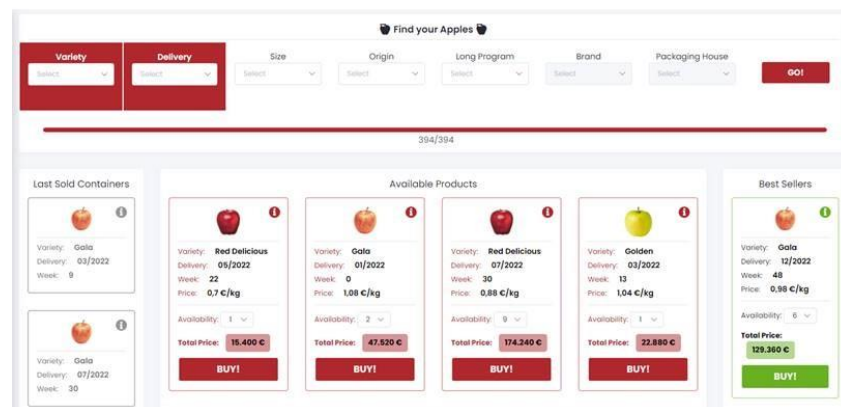 Find your Apples
Variety Delivery Size Origin Long Program Brand Packaging House
Select Select Select Select Select Select Select GO!
394/394
Last Sold Containers
Variety: Gala
Delivery: 03/2022
Week: 9
Variety: Gala
Delivery: 07/2022
Week: 30
Available Products
Variety: Red Delicious
Delivery: 05/2022
Week: 22
Price: 0,7 €/kg
Availability: 1
Total Price: 15.400 €
BUY!
Variety: Gala
Delivery: 01/2022
Week: 0
Price: 1,08 €/kg
Availability: 2
Total Price: 47.520 €
BUY!
Variety: Red Delicious
Delivery: 07/2022
Week: 30
Price: 0,88 €/kg
Availability: 9
Total Price: 174.240 €
BUY!
Variety: Golden
Delivery: 03/2022
Week: 13
Price: 1,04 €/kg
Availability: 1
Total Price: 22.880 €
BUY!
Best Sellers
Variety: Gala
Delivery: 12/2022
Week: 48
Price: 0,98 €/kg
Availability: 6
Total Price:
129.360 €
BUY!